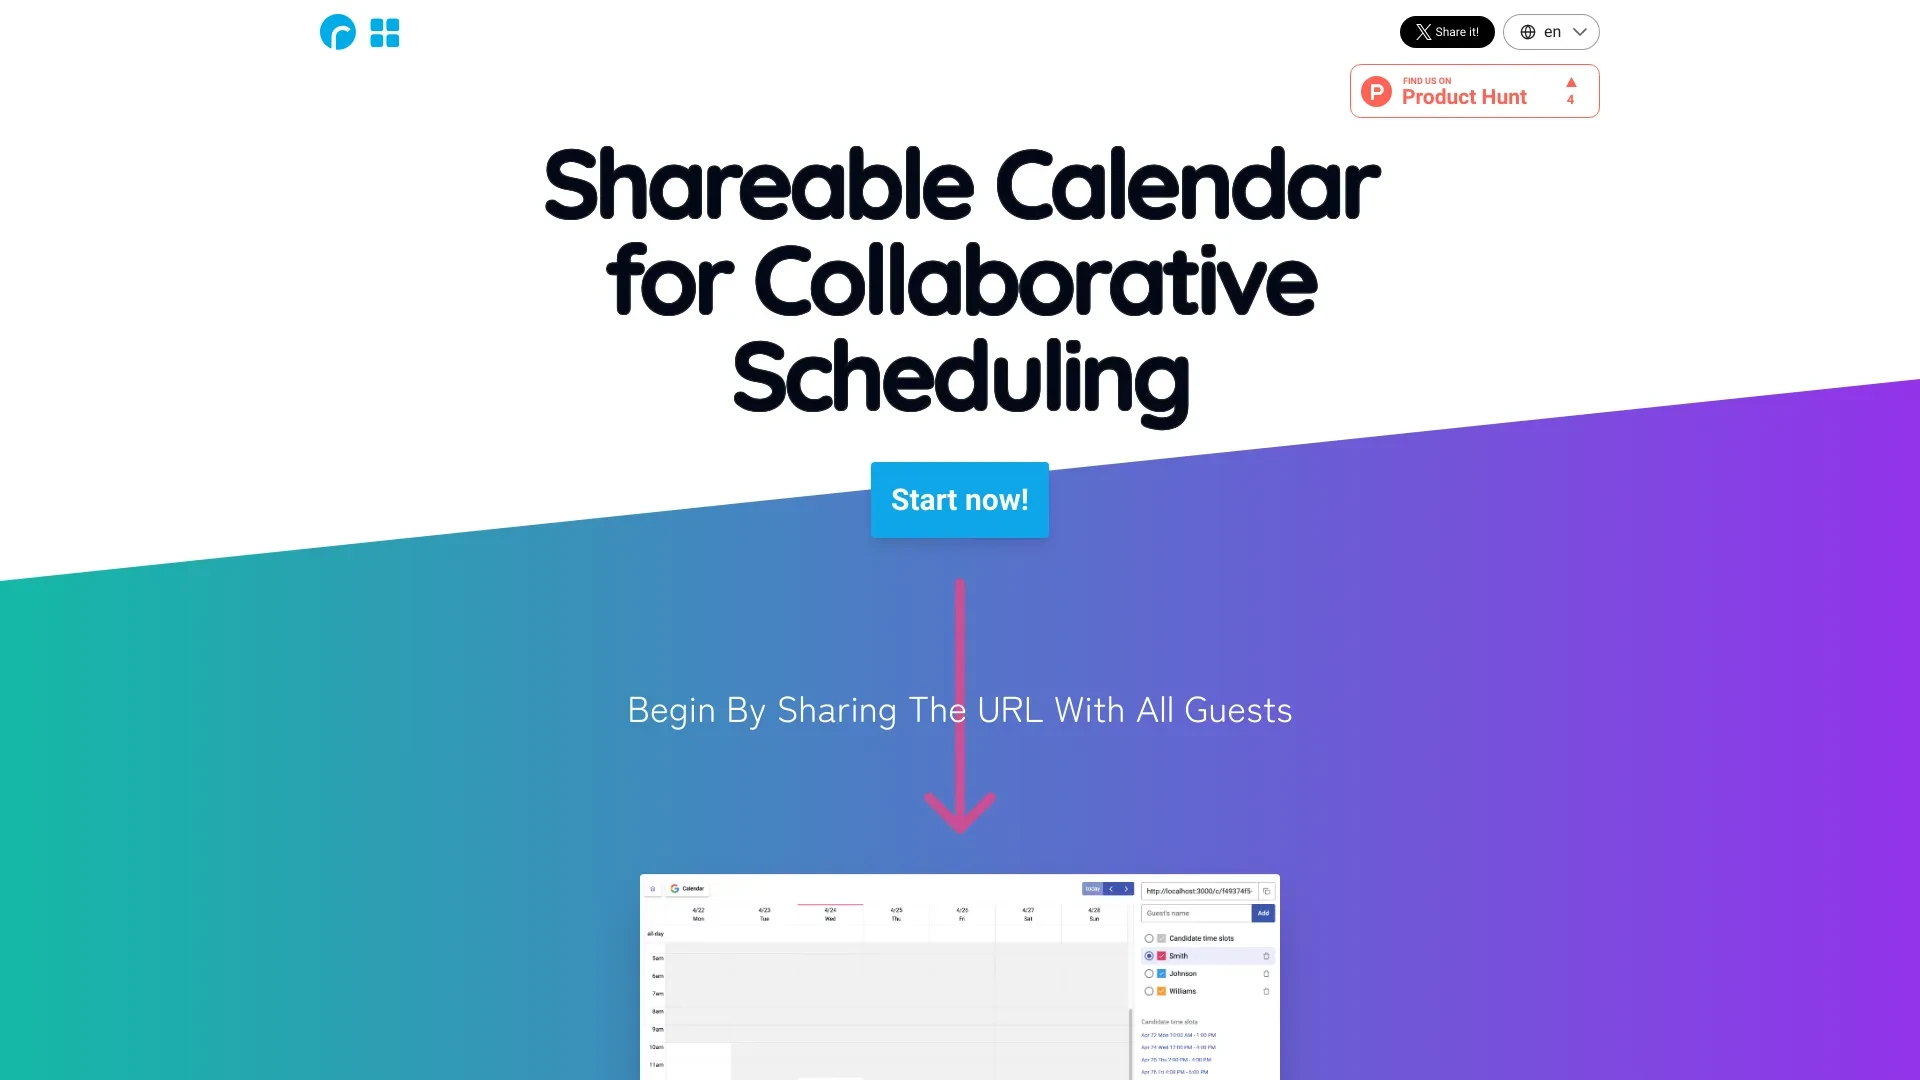 Share it!
en
FIND US ON
Product Hunt
4
Shareable Calendar
for Collaborative
Scheduling
Start now!
Begin By Sharing The URL With All Guests
Calendar
today
http://localhost:3000/c/f49374f5-
4/22 4/23 4/24 4/25 4/26 4/27 4/28
Mon Tue Wed Thu Fri Sat Sun
Guest's name
Add
all-day
Candidate time slots
Smith
Johnson
Williams
5am
6am
7am
8am
9am
10am
11am
Candidate time slots
Apr 22 Mon 10:00 AM - 1:00 PM
Apr 24 Wed 12:00 PM - 4:00 PM
Apr 25 Thu 2:00 PM - 4:00 PM
Apr 26 Fri 4:00 PM - 6:00 PM